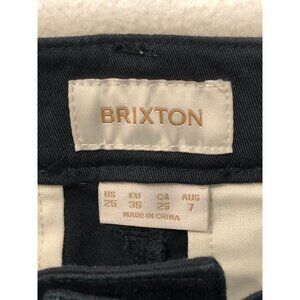 BRIXTON
US EU CA AUS
25 35 25 7
MADE IN CHINA